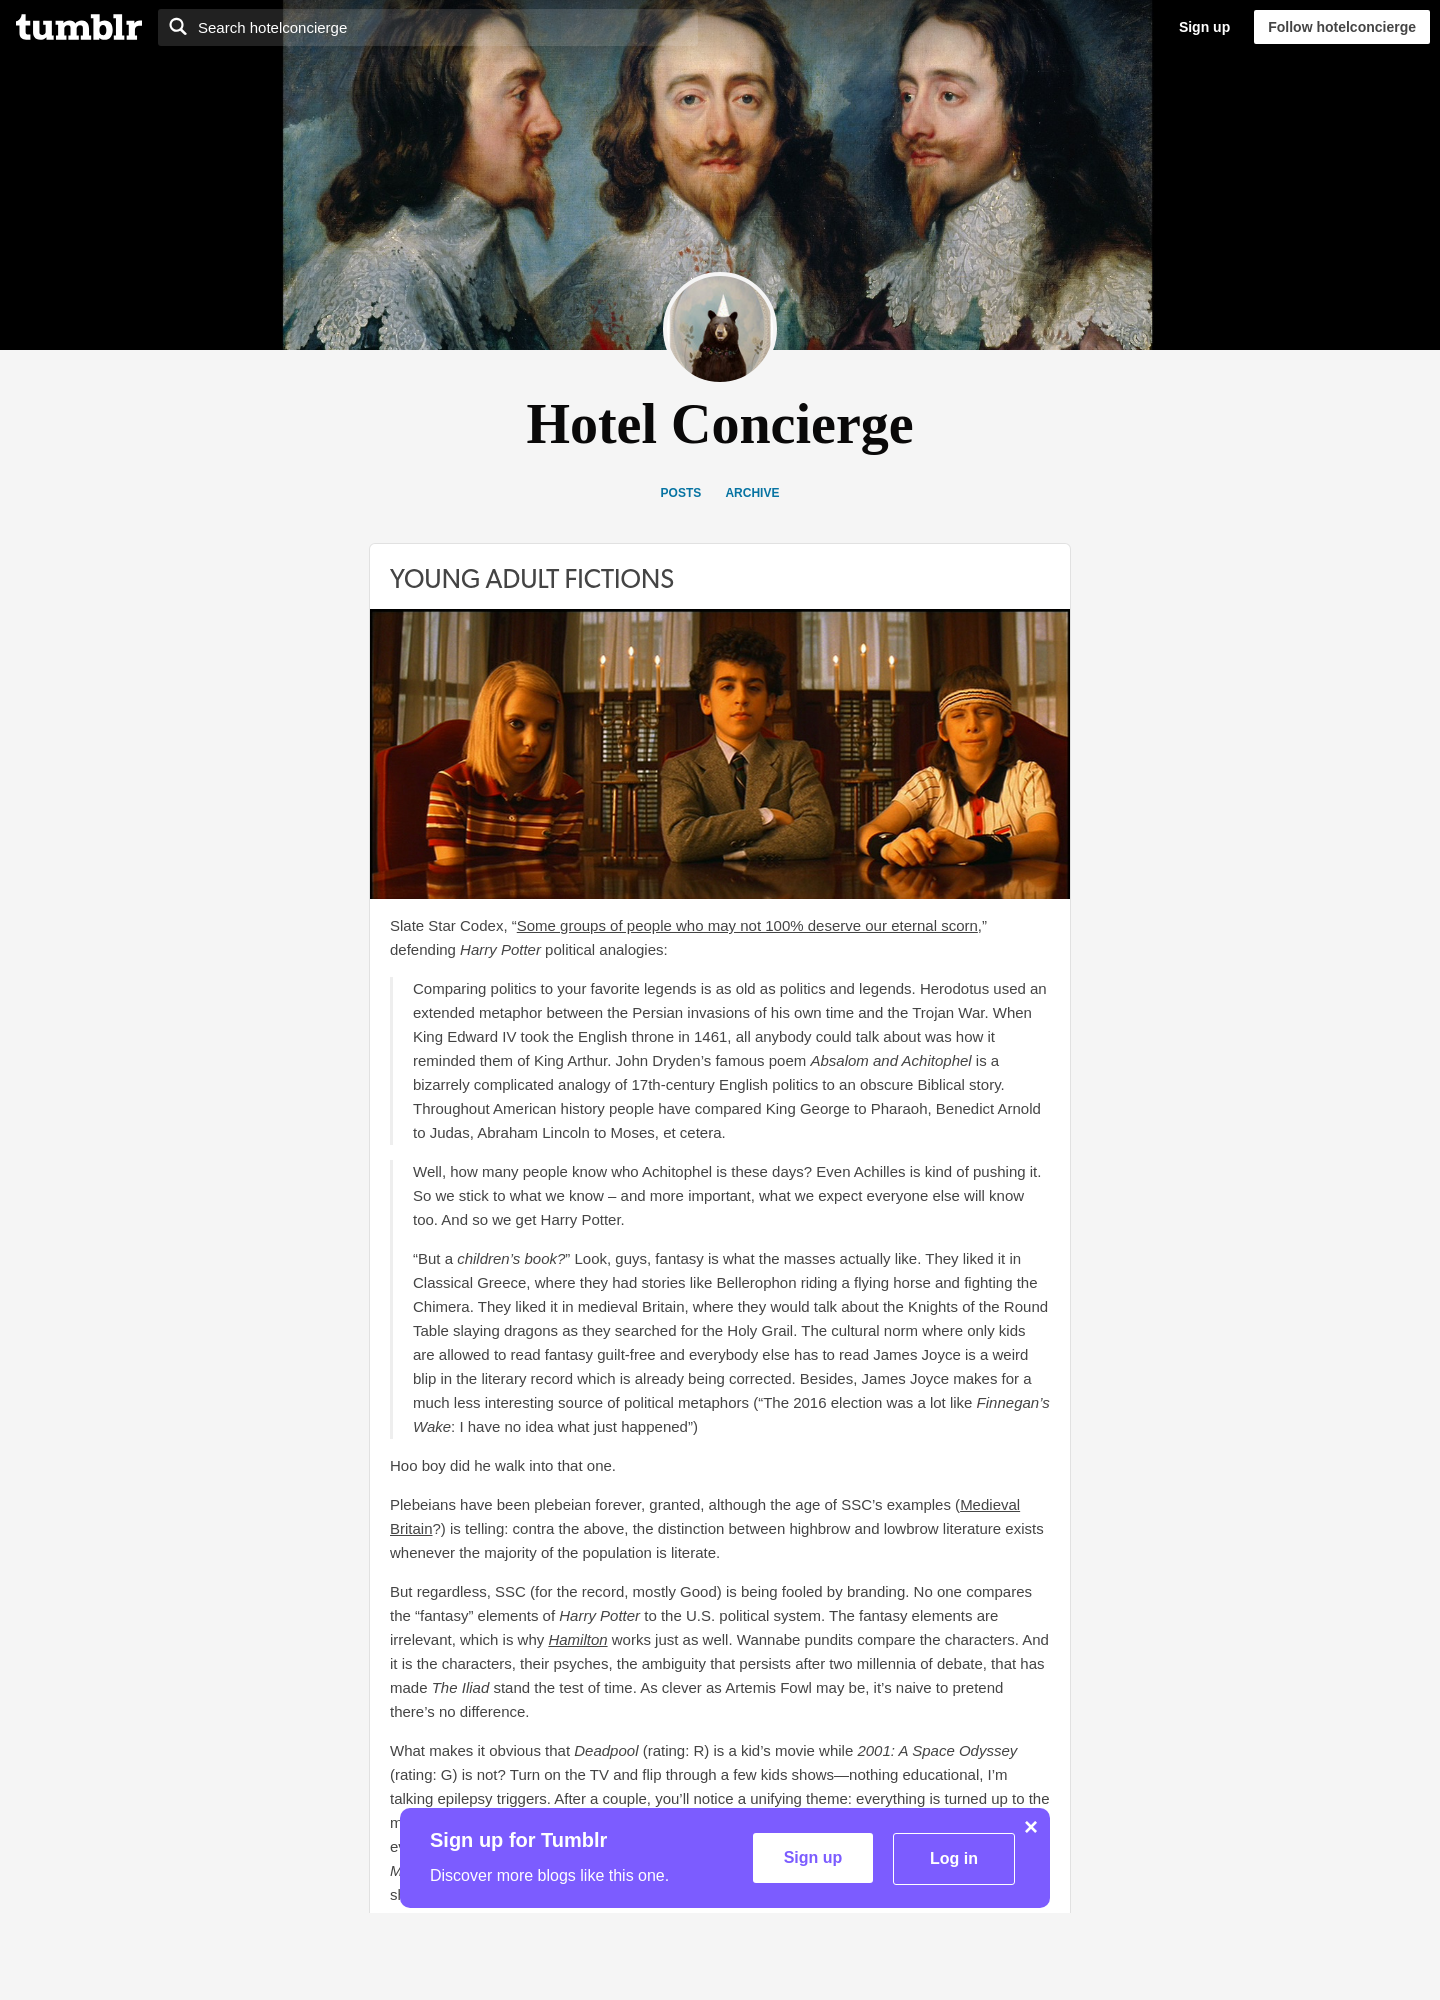 tumblr
Search hotelconcierge
Sign up
Follow hotelconcierge
Hotel Concierge
POSTS
ARCHIVE
YOUNG ADULT FICTIONS
Slate Star Codex, “Some groups of people who may not 100% deserve our eternal scorn,”
defending Harry Potter political analogies:
Comparing politics to your favorite legends is as old as politics and legends. Herodotus used an
extended metaphor between the Persian invasions of his own time and the Trojan War. When
King Edward IV took the English throne in 1461, all anybody could talk about was how it
reminded them of King Arthur. John Dryden’s famous poem Absalom and Achitophel is a
bizarrely complicated analogy of 17th-century English politics to an obscure Biblical story.
Throughout American history people have compared King George to Pharaoh, Benedict Arnold
to Judas, Abraham Lincoln to Moses, et cetera.
Well, how many people know who Achitophel is these days? Even Achilles is kind of pushing it.
So we stick to what we know – and more important, what we expect everyone else will know
too. And so we get Harry Potter.
“But a children’s book?” Look, guys, fantasy is what the masses actually like. They liked it in
Classical Greece, where they had stories like Bellerophon riding a flying horse and fighting the
Chimera. They liked it in medieval Britain, where they would talk about the Knights of the Round
Table slaying dragons as they searched for the Holy Grail. The cultural norm where only kids
are allowed to read fantasy guilt-free and everybody else has to read James Joyce is a weird
blip in the literary record which is already being corrected. Besides, James Joyce makes for a
much less interesting source of political metaphors (“The 2016 election was a lot like Finnegan’s
Wake: I have no idea what just happened”)
Hoo boy did he walk into that one.
Plebeians have been plebeian forever, granted, although the age of SSC’s examples (Medieval
Britain?) is telling: contra the above, the distinction between highbrow and lowbrow literature exists
whenever the majority of the population is literate.
But regardless, SSC (for the record, mostly Good) is being fooled by branding. No one compares
the “fantasy” elements of Harry Potter to the U.S. political system. The fantasy elements are
irrelevant, which is why Hamilton works just as well. Wannabe pundits compare the characters. And
it is the characters, their psyches, the ambiguity that persists after two millennia of debate, that has
made The Iliad stand the test of time. As clever as Artemis Fowl may be, it’s naive to pretend
there’s no difference.
What makes it obvious that Deadpool (rating: R) is a kid’s movie while 2001: A Space Odyssey
(rating: G) is not? Turn on the TV and flip through a few kids shows—nothing educational, I’m
talking epilepsy triggers. After a couple, you’ll notice a unifying theme: everything is turned up to the
Sign up for Tumblr
Discover more blogs like this one.
Sign up
Log in